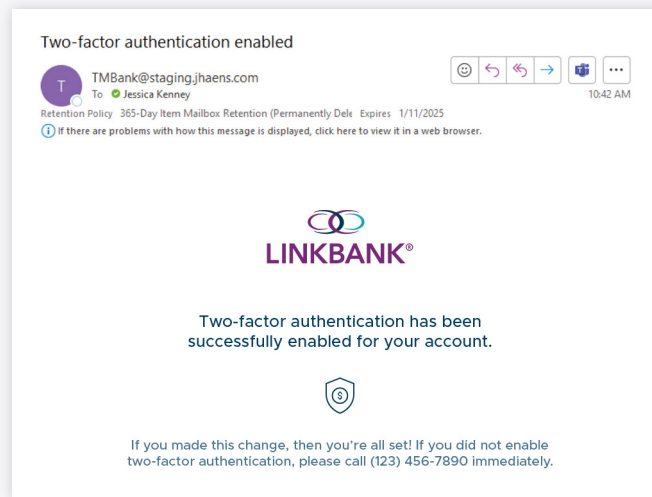 Two-factor authentication enabled
T
TMBank@staging.jhaens.com
To Jessica Kenney
10:42 AM
Retention Policy 365-Day Item Mailbox Retention (Permanently Dele Expires 1/11/2025
If there are problems with how this message is displayed, click here to view it in a web browser.
LINKBANK®
Two-factor authentication has been
successfully enabled for your account.
$
If you made this change, then you're all set! If you did not enable
two-factor authentication, please call (123) 456-7890 immediately.